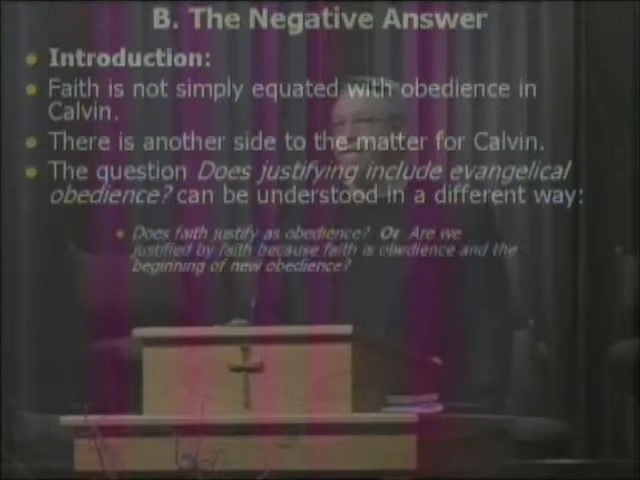 B. The Negative Answer
Introduction:
Faith is not simply equated with obedience in
Calvin.
There is another side to the matter for Calvin.
The question Does justifying include evangelical
obedience? can be understood in a different way:
Does faith justify as obedience? Or Are we
justified by faith because faith is obedience and the
beginning of new obedience?